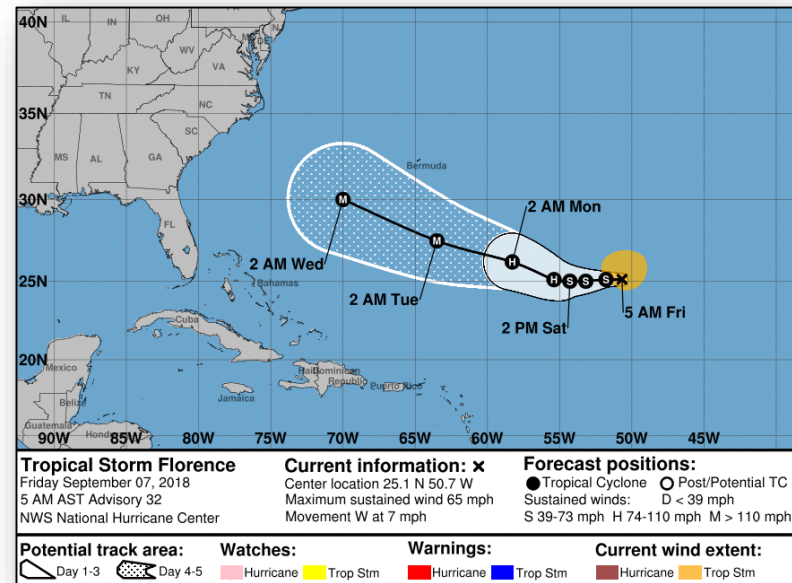 40N
35N
30N
25N
20N
90W 85W 80W 75W 70W 65W 60W 55W 50W 45W
IL IN OH
WV
KY VA
TN
NC
SC
MS AL GA
FL
Bermuda
Bahamas
Cuba
Mexico
Belize
Guatemala
Jamaica
Dominican
Republic
Puerto Rico
M
M
H
H
S
S
S
2 AM Mon
2 AM Wed
2 AM Tue
2 PM Sat
5 AM Fri
Tropical Storm Florence
Friday September 07, 2018
5 AM AST Advisory 32
NWS National Hurricane Center
Current information: ×
Center location 25.1 N 50.7 W
Maximum sustained wind 65 mph
Movement W at 7 mph
Forecast positions:
Tropical Cyclone Post/Potential TC
Sustained winds: D < 39 mph
S 39-73 mph H 74-110 mph M > 110 mph
Potential track area:
Day 1-3 Day 4-5
Watches:
Hurricane Trop Stm
Warnings:
Hurricane Trop Stm
Current wind extent:
Hurricane Trop Stm